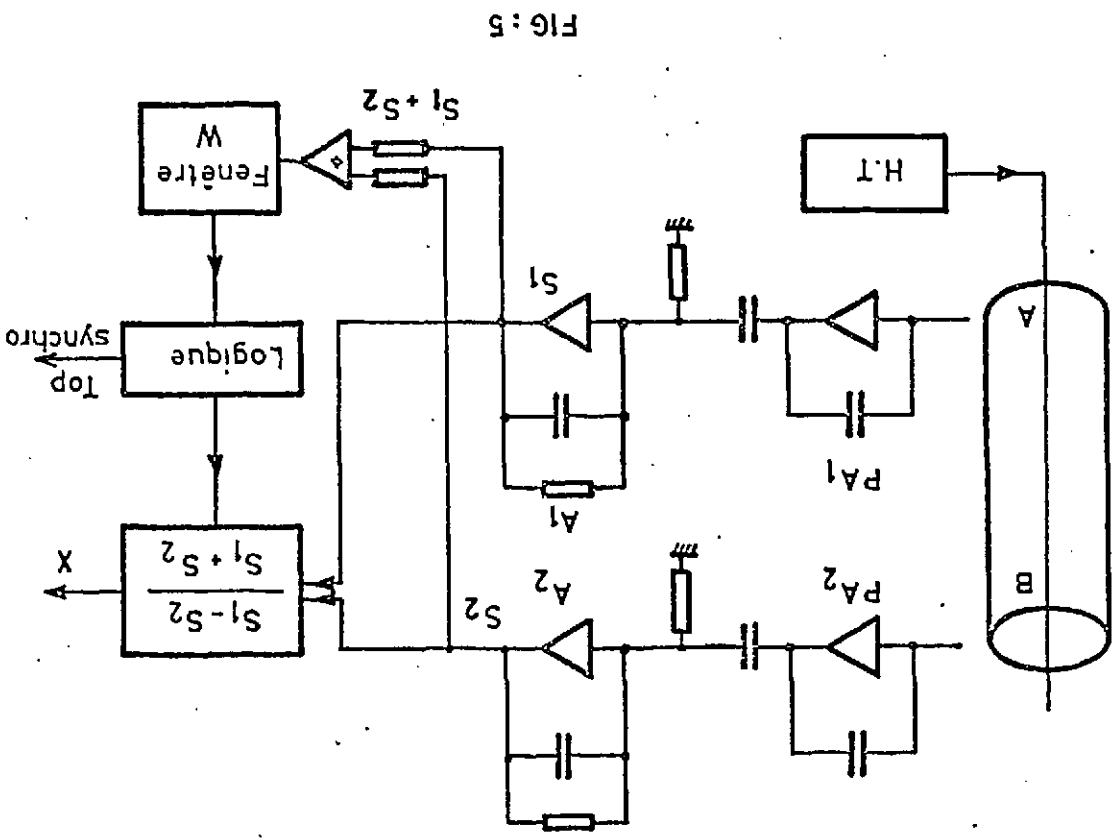 B
PA₂
A₂
S₂
S₁ - S₂
S₁ + S₂
X
PA₁
A₁
A
S₁
Logique
Top
synchro
H.T
S₁ + S₂
Fenêtre
W
FIG : 5